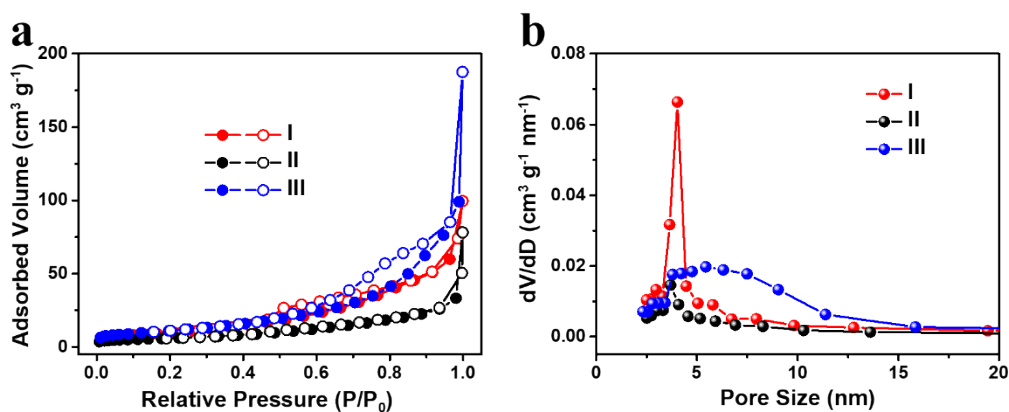 a
Adsorbed Volume (cm³ g⁻¹)
200
150
100
50
0
I
II
III
0.0 0.2 0.4 0.6 0.8 1.0
Relative Pressure (P/P₀)
b
dV/dD (cm³ g⁻¹ nm⁻¹)
0.08
0.06
0.04
0.02
0.00
I
II
III
0 5 10 15 20
Pore Size (nm)